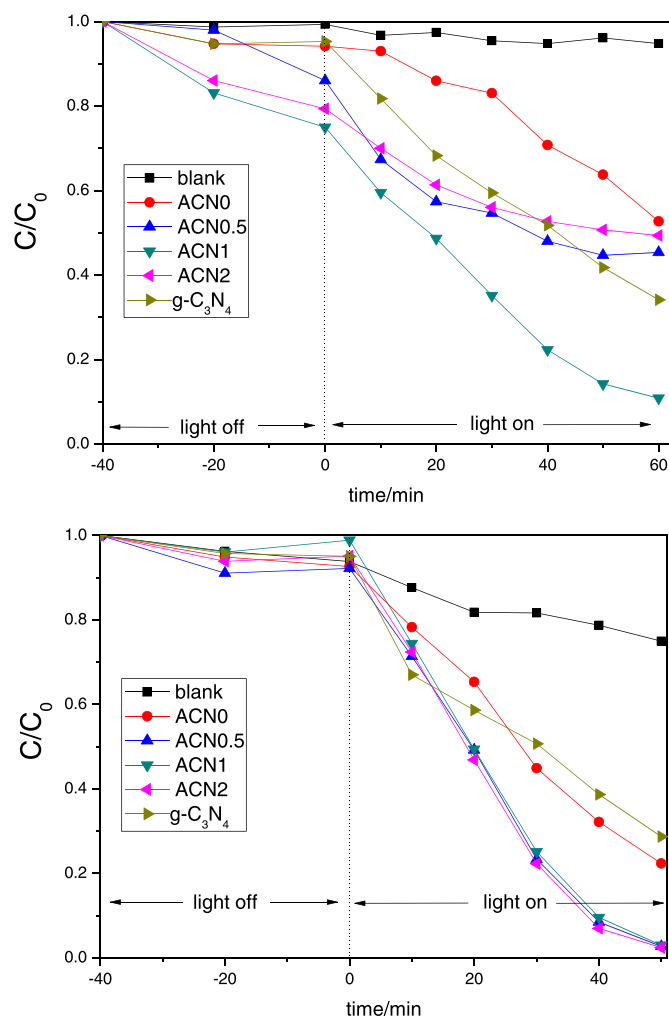 1.0
0.8
0.6
0.4
0.2
0.0
C/C₀
blank
ACN0
ACN0.5
ACN1
ACN2
g-C₃N₄
light off
light on
-40 -20 0 20 40 60
time/min
1.0
0.8
0.6
0.4
0.2
0.0
C/C₀
blank
ACN0
ACN0.5
ACN1
ACN2
g-C₃N₄
light off
light on
-40 -20 0 20 40
time/min